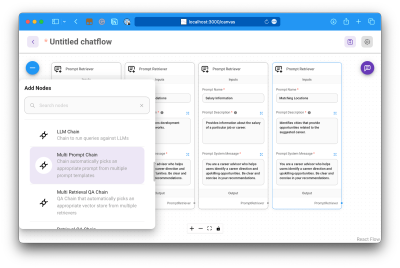 localhost:3000/canvas
* Untitled chatflow
Prompt Retriever
Prompt Retriever
Prompt Retriever
Prompt Retriever
Inputs
Inputs
Add Nodes
Search nodes
LLM Chain
Chain to run queries against LLMs
Multi Prompt Chain
Chain automatically picks an
appropriate prompt from multiple
prompt templates
Multi Retrieval QA Chain
QA Chain that automatically picks an
appropriate vector store from multiple
retrievers
Prompt Name *
Salary Information
Prompt Description *
Provides information about the salary
of a particular job or career.
Prompt System Message *
You are a career advisor who helps
users identify a career direction and
upskilling opportunities. Be clear and
concise in your recommendations.
Output
PromptRetriever
Prompt Name *
Matching Locations
Prompt Description *
Identifies cities that provide
opportunities related to the
suggested career.
Prompt System Message *
You are a career advisor who helps
users identify a career direction and
upskilling opportunities. Be clear and
concise in your recommendations.
Output
PromptRetriever
React Flow